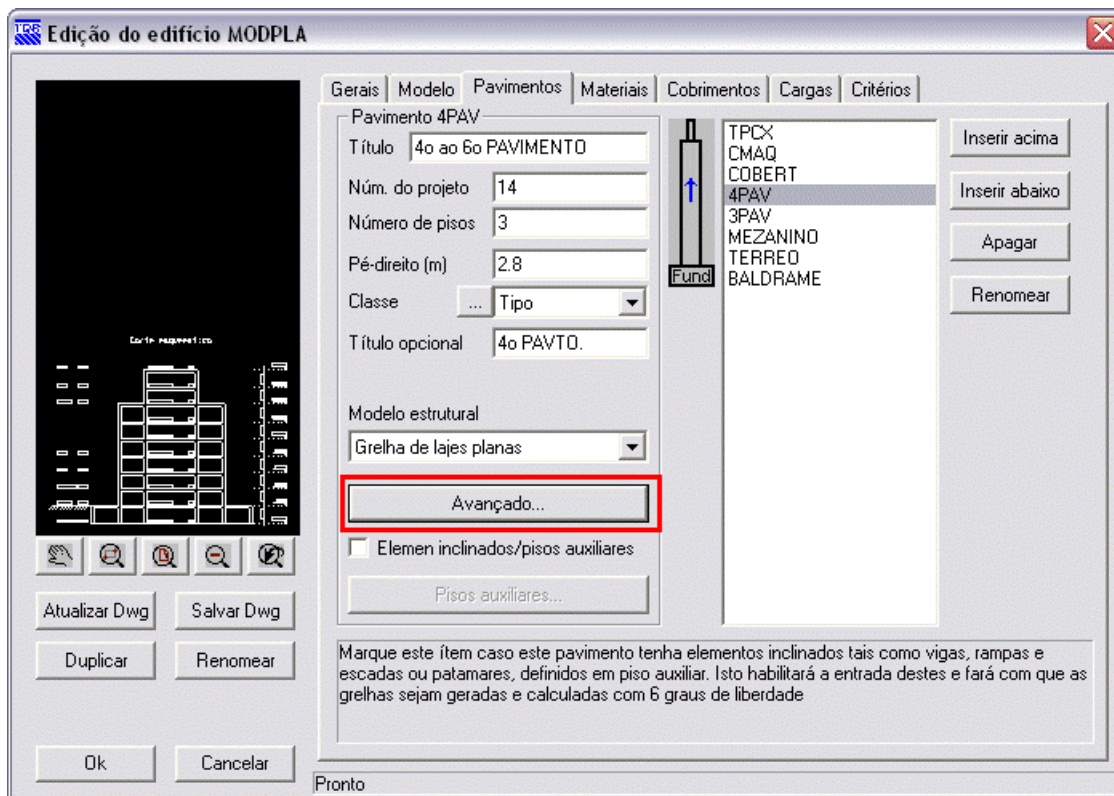 TQS Edição do edifício MODPLA
Gerais Modelo Pavimentos Materiais Cobrimentos Cargas Critérios
Pavimento 4PAV
Título 4o ao 6o PAVIMENTO
Núm. do projeto 14
Número de pisos 3
Pé-direito (m) 2.8
Classe ... Tipo
Título opcional 4o PAVTO.
Modelo estrutural
Grelha de lajes planas
Avançado...
Elemen inclinados/pisos auxiliares
Pisos auxiliares...
Fund
TPCX
CMAQ
COBERT
4PAV
3PAV
MEZANINO
TERREO
BALDRAME
Inserir acima
Inserir abaixo
Apagar
Renomear
Corte esquematico
Atualizar Dwg Salvar Dwg
Duplicar Renomear
Marque este ítem caso este pavimento tenha elementos inclinados tais como vigas, rampas e
escadas ou patamares, definidos em piso auxiliar. Isto habilitará a entrada destes e fará com que as
grelhas sejam geradas e calculadas com 6 graus de liberdade
Ok Cancelar
Pronto